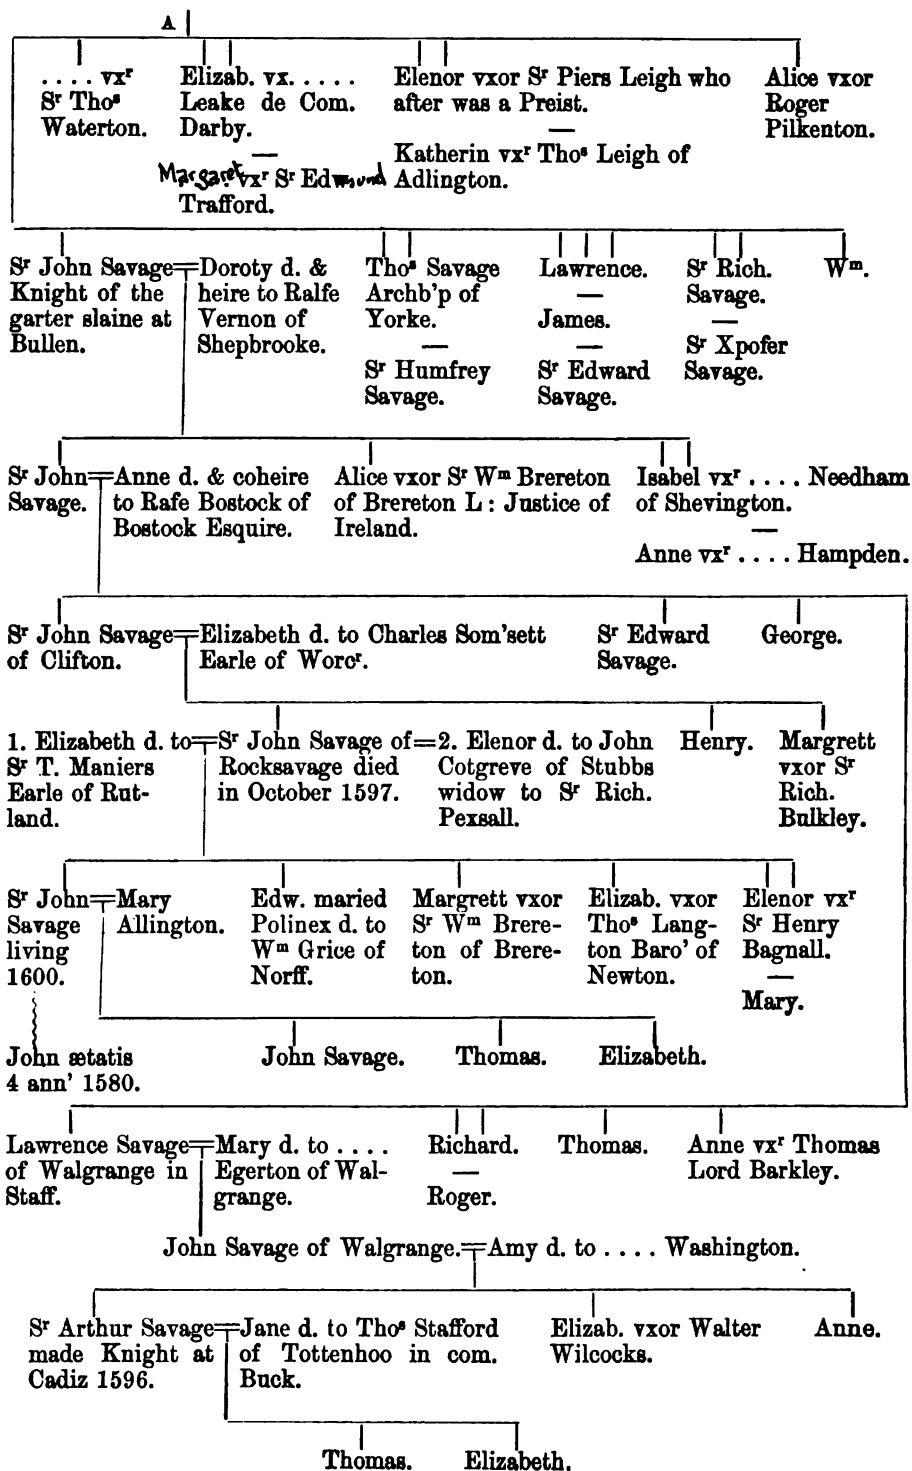 A
. . . . vxʳ
Sʳ Thoˢ
Waterton.
Elizab. vx. . . . .
Leake de Com.
Darby.
—
Margaret vxʳ Sʳ Edmund
Trafford.
Elenor vxor Sʳ Piers Leigh who
after was a Preist.
—
Katherin vxʳ Thoˢ Leigh of
Adlington.
Alice vxor
Roger
Pilkenton.
Sʳ John Savage
Knight of the
garter slaine at
Bullen.
Doroty d. &
heire to Ralfe
Vernon of
Shepbrooke.
Thoˢ Savage
Archb'p of
Yorke.
—
Sʳ Humfrey
Savage.
Lawrence.
—
James.
—
Sʳ Edward
Savage.
Sʳ Rich.
Savage.
—
Sʳ Xpofer
Savage.
Wᵐ.
Sʳ John
Savage.
Anne d. & coheire
to Rafe Bostock of
Bostock Esquire.
Alice vxor Sʳ Wᵐ Brereton
of Brereton L : Justice of
Ireland.
Isabel vxʳ . . . . Needham
of Shevington.
—
Anne vxʳ . . . . Hampden.
Sʳ John Savage
of Clifton.
Elizabeth d. to Charles Som'sett
Earle of Worcʳ.
Sʳ Edward
Savage.
George.
1. Elizabeth d. to
Sʳ T. Maniers
Earle of Rut-
land.
Sʳ John Savage of
Rocksavage died
in October 1597.
2. Elenor d. to John
Cotgreve of Stubbs
widow to Sʳ Rich.
Pexsall.
Henry.
Margrett
vxor Sʳ
Rich.
Bulkley.
Sʳ John
Savage
living
1600.
Mary
Allington.
Edw. maried
Polinex d. to
Wᵐ Grice of
Norff.
Margrett vxor
Sʳ Wᵐ Brere-
ton of Brere-
ton.
Elizab. vxor
Thoˢ Lang-
ton Baro' of
Newton.
Elenor vxʳ
Sʳ Henry
Bagnall.
—
Mary.
John ætatis
4 ann' 1580.
John Savage.
Thomas.
Elizabeth.
Lawrence Savage
of Walgrange in
Staff.
Mary d. to . . . .
Egerton of Wal-
grange.
Richard.
—
Roger.
Thomas.
Anne vxʳ Thomas
Lord Barkley.
John Savage of Walgrange.
Amy d. to . . . . Washington.
Sʳ Arthur Savage
made Knight at
Cadiz 1596.
Jane d. to Thoˢ Stafford
of Tottenhoo in com.
Buck.
Elizab. vxor Walter
Wilcocks.
Anne.
Thomas.
Elizabeth.